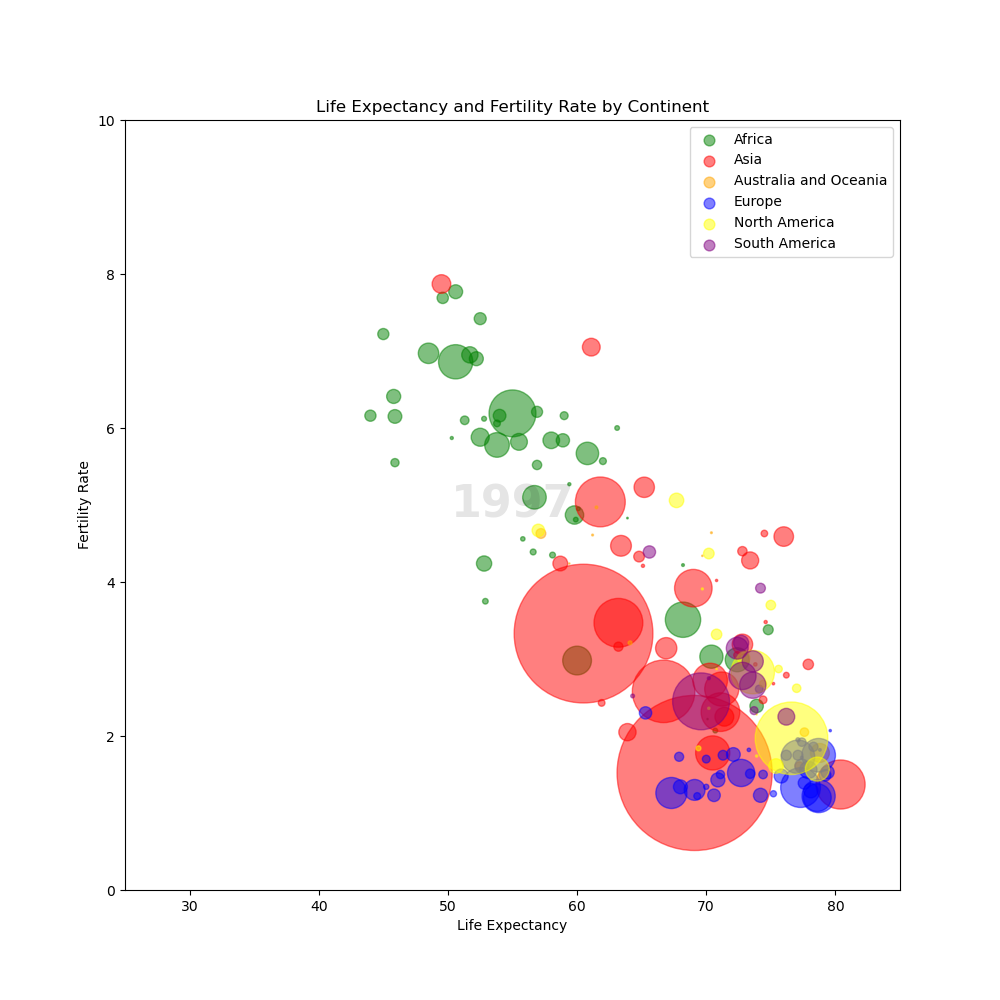 Life Expectancy and Fertility Rate by Continent
10
8
6
4
2
0
Fertility Rate
Africa
Asia
Australia and Oceania
Europe
North America
South America
1997
30 40 50 60 70 80
Life Expectancy